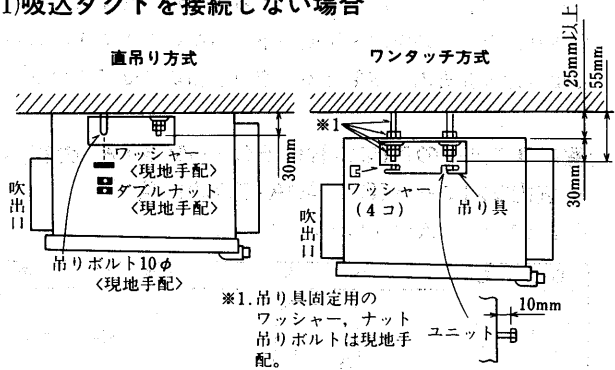 1)吸込ダクトを接続しない場合
直吊り方式
ワンタッチ方式
25mm以上
55mm
30mm
ワッシャー
〈現地手配〉
ダブルナット
〈現地手配〉
吹出口
吊りボルト10φ
〈現地手配〉
※1
30mm
ワッシャー
(4コ)
吊り具
吹出口
※1.吊り具固定用の
ワッシャー,ナット
吊りボルトは現地手
配。
ユニット
10mm